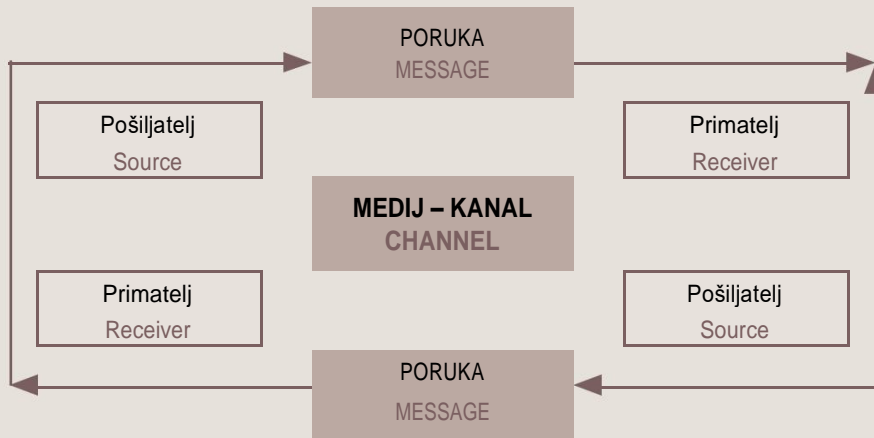 PORUKA
MESSAGE
Pošiljatelj
Source
Primatelj
Receiver
MEDIJ – KANAL
CHANNEL
Primatelj
Receiver
Pošiljatelj
Source
PORUKA
MESSAGE